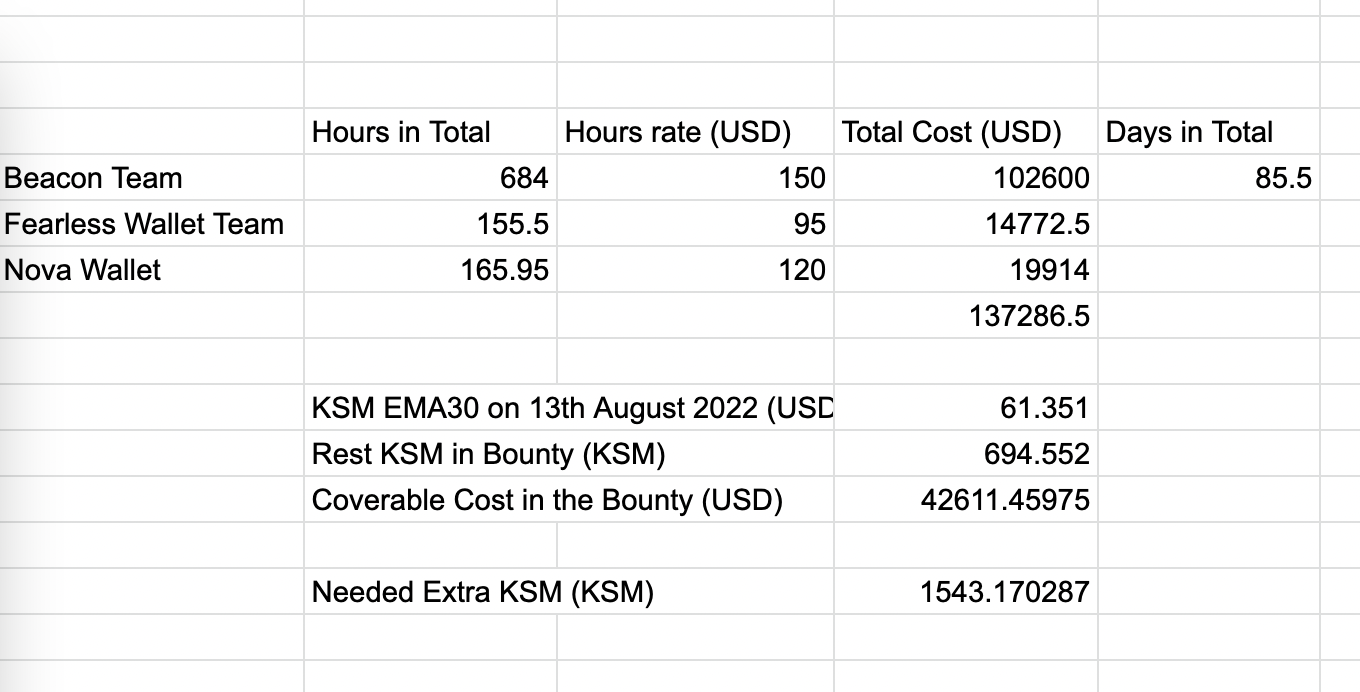 Hours in Total Hours rate (USD) Total Cost (USD) Days in Total
Beacon Team 684 150 102600 85.5
Fearless Wallet Team 155.5 95 14772.5
Nova Wallet 165.95 120 19914
137286.5
KSM EMA30 on 13th August 2022 (USD 61.351
Rest KSM in Bounty (KSM) 694.552
Coverable Cost in the Bounty (USD) 42611.45975
Needed Extra KSM (KSM) 1543.170287